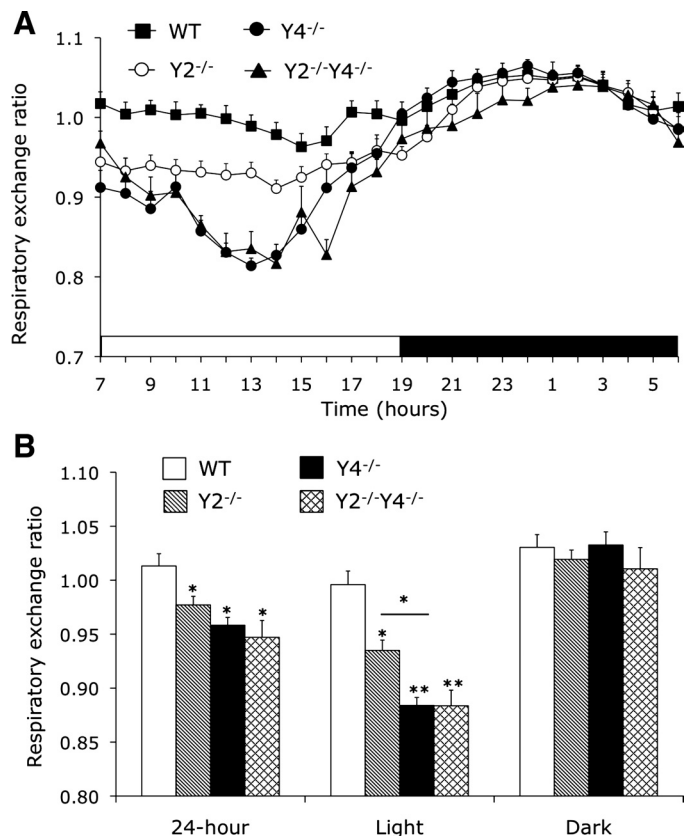 A
1.1
1.0
0.9
0.8
0.7
Respiratory exchange ratio
WT
Y4⁻/⁻
Y2⁻/⁻
Y2⁻/⁻Y4⁻/⁻
7 9 11 13 15 17 19 21 23 1 3 5
Time (hours)
B
1.10
1.05
1.00
0.95
0.90
0.85
0.80
Respiratory exchange ratio
WT
Y4⁻/⁻
Y2⁻/⁻
Y2⁻/⁻Y4⁻/⁻
* * *
*
* ** **
24-hour Light Dark